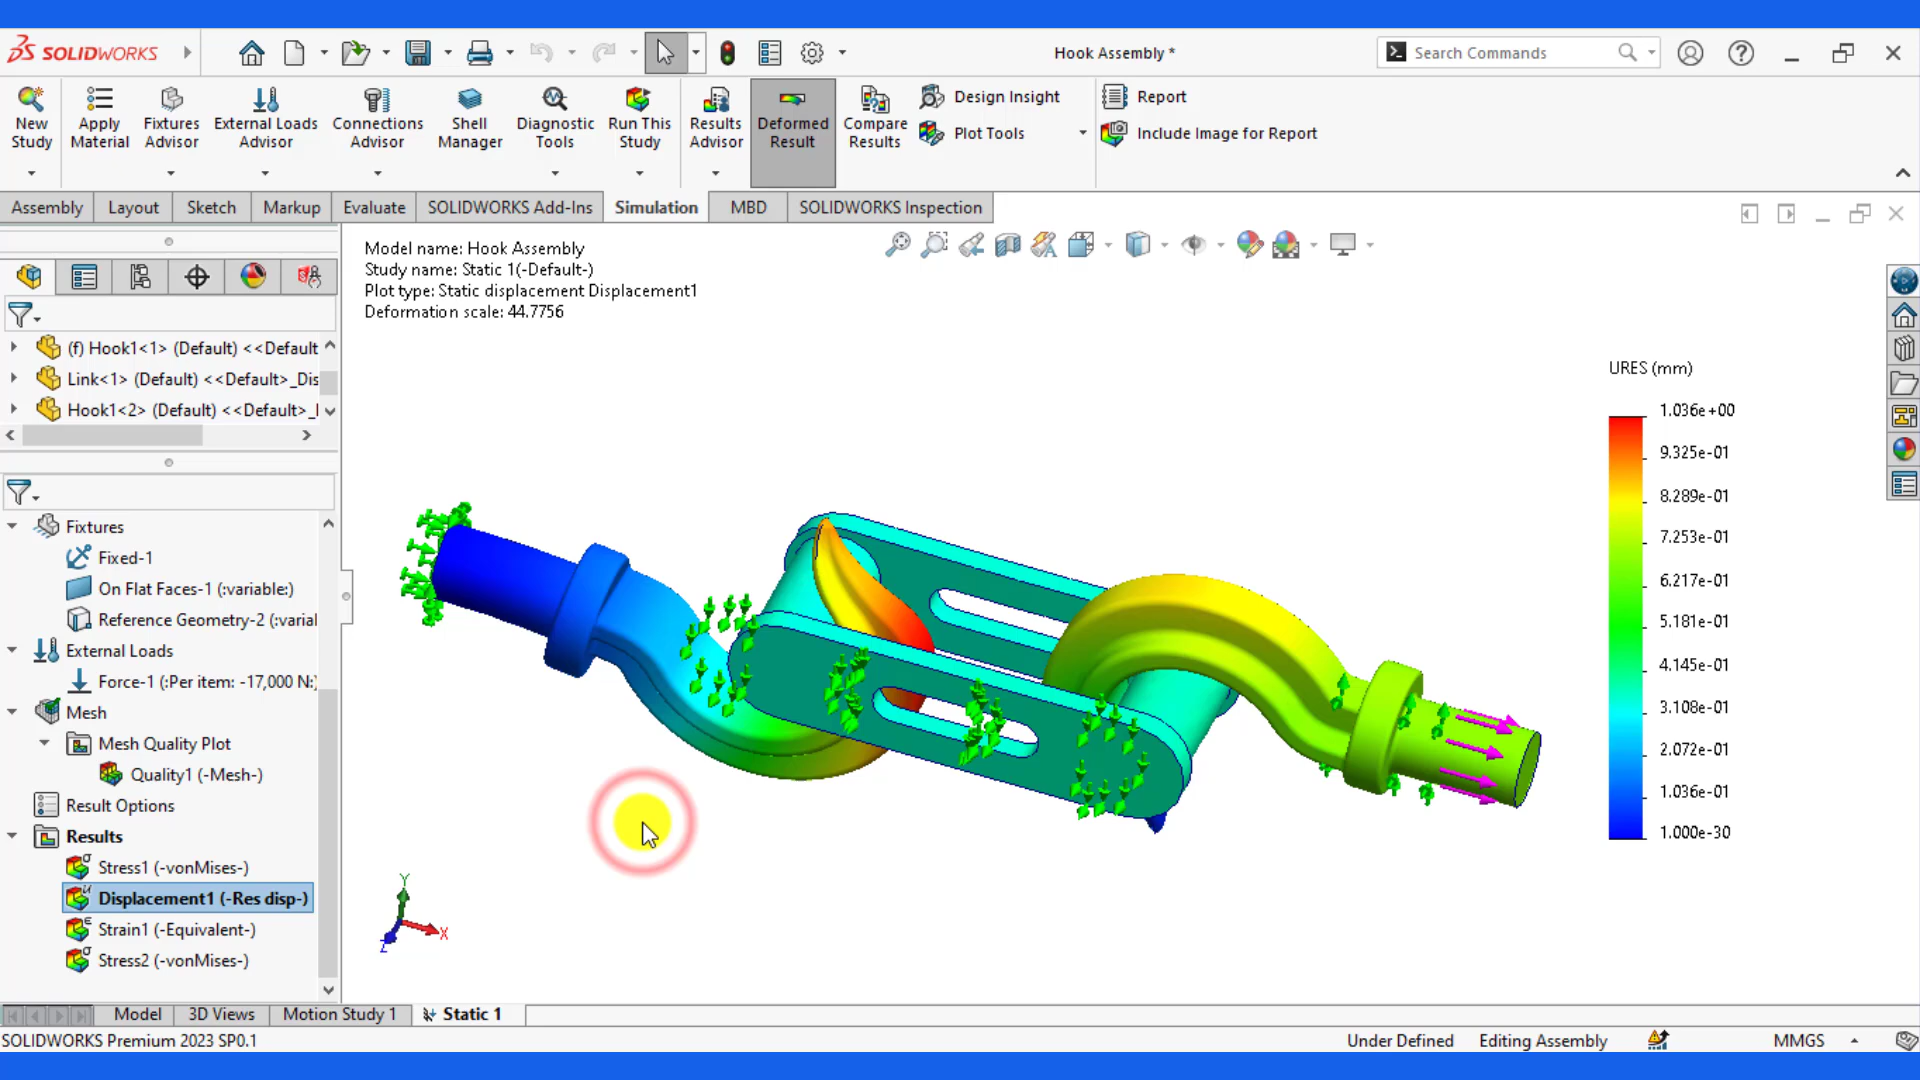 SOLIDWORKS
Hook Assembly *
Search Commands
New Study
Apply Material
Fixtures Advisor
External Loads Advisor
Connections Advisor
Shell Manager
Diagnostic Tools
Run This Study
Results Advisor
Deformed Result
Compare Results
Design Insight
Plot Tools
Report
Include Image for Report
Assembly
Layout
Sketch
Markup
Evaluate
SOLIDWORKS Add-Ins
Simulation
MBD
SOLIDWORKS Inspection
Model name: Hook Assembly
Study name: Static 1(-Default-)
Plot type: Static displacement Displacement1
Deformation scale: 44.7756
(f) Hook1<1> (Default) <<Default
Link<1> (Default) <<Default>_Dis
Hook1<2> (Default) <<Default>_
Fixtures
Fixed-1
On Flat Faces-1 (:variable:)
Reference Geometry-2 (:varial
External Loads
Force-1 (:Per item: -17,000 N:)
Mesh
Mesh Quality Plot
Quality1 (-Mesh-)
Result Options
Results
Stress1 (-vonMises-)
Displacement1 (-Res disp-)
Strain1 (-Equivalent-)
Stress2 (-vonMises-)
URES (mm)
1.036e+00
9.325e-01
8.289e-01
7.253e-01
6.217e-01
5.181e-01
4.145e-01
3.108e-01
2.072e-01
1.036e-01
1.000e-30
Y
X
Z
Model
3D Views
Motion Study 1
Static 1
SOLIDWORKS Premium 2023 SP0.1
Under Defined
Editing Assembly
MMGS